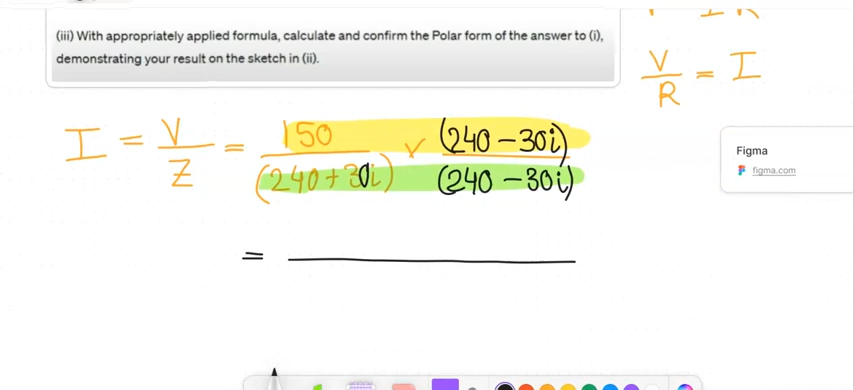 (iii) With appropriately applied formula, calculate and confirm the Polar form of the answer to (i),
demonstrating your result on the sketch in (ii).
V/R = I
I = V/Z = 150/(240+30i) × (240-30i)/(240-30i)
=
Figma
figma.com